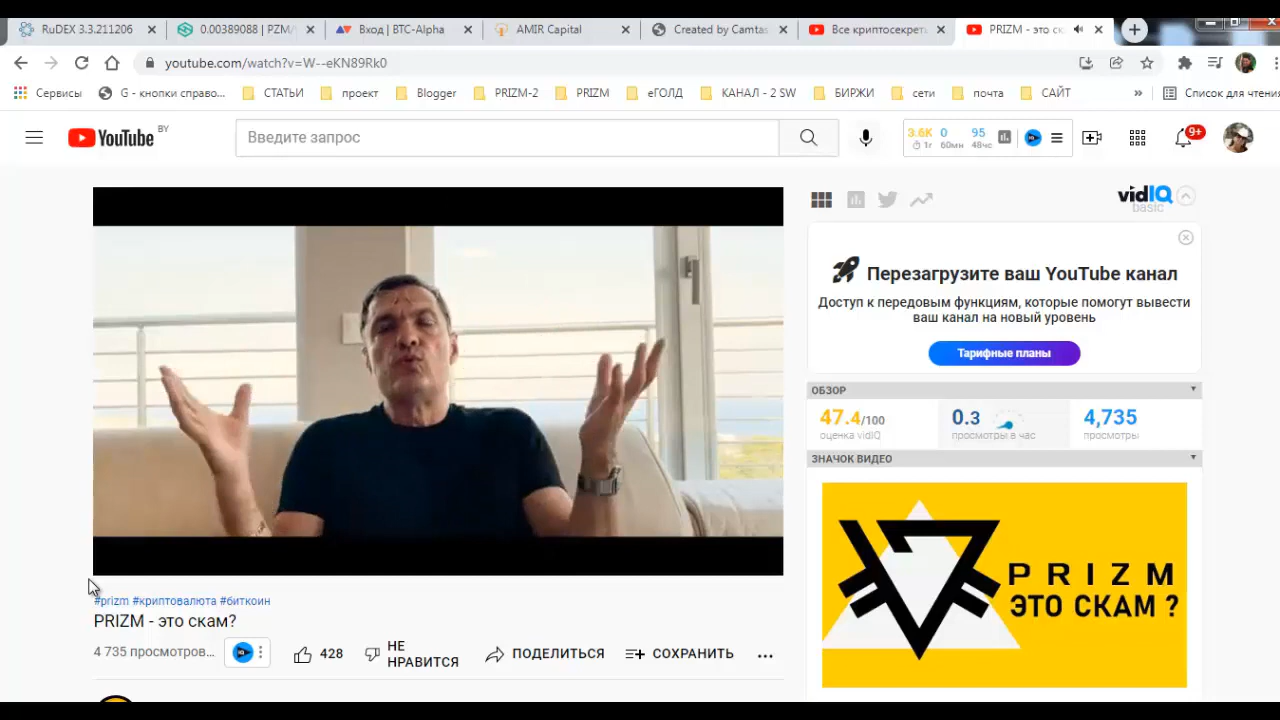 RuDEX 3.3.211206
0.00389088 | PZM/
Вход | BTC-Alpha
AMIR Capital
Created by Camtas
Все криптосекрет
PRIZM - это ск
youtube.com/watch?v=W--eKN89Rk0
Сервисы
G - кнопки справо...
СТАТЬИ
проект
Blogger
PRIZM-2
PRIZM
еГОЛД
КАНАЛ - 2 SW
БИРЖИ
сети
почта
САЙТ
»
Список для чтения
YouTube BY
Введите запрос
3.6K 0 95
1г 60мн 48чс
9+
vidIQ
basic
Перезагрузите ваш YouTube канал
Доступ к передовым функциям, которые помогут вывести
ваш канал на новый уровень
Тарифные планы
ОБЗОР
47.4/100 0.3 4,735
оценка vidIQ просмотры в час просмотры
ЗНАЧОК ВИДЕО
PRIZM
ЭТО СКАМ ?
#prizm #криптовалюта #биткоин
PRIZM - это скам?
4 735 просмотров...
IQ
428
НЕ
НРАВИТСЯ
ПОДЕЛИТЬСЯ
СОХРАНИТЬ
...